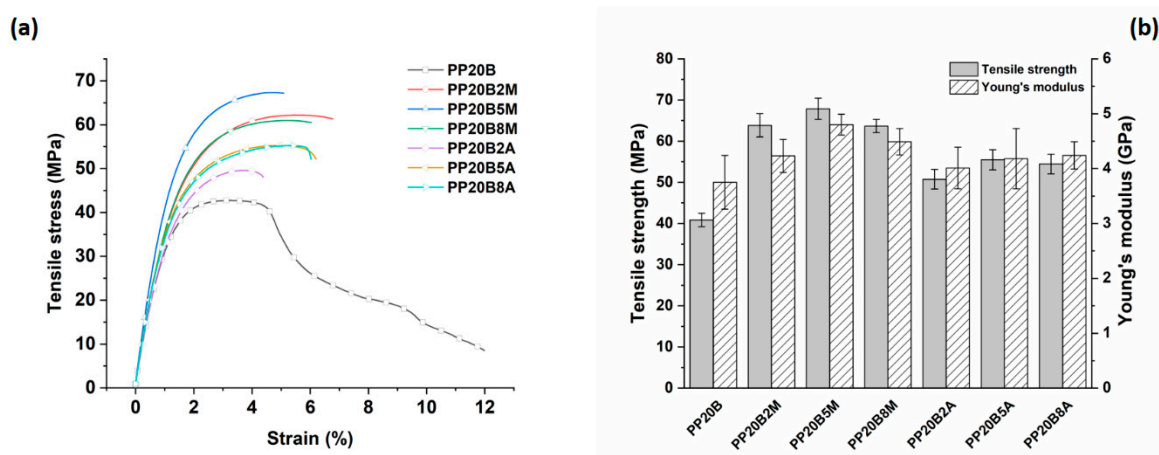 (a)
PP20B
PP20B2M
PP20B5M
PP20B8M
PP20B2A
PP20B5A
PP20B8A
Tensile stress (MPa)
70
60
50
40
30
20
10
0
0 2 4 6 8 10 12
Strain (%)
(b)
Tensile strength
Young's modulus
Tensile strength (MPa)
80
70
60
50
40
30
20
10
0
Young's modulus (GPa)
6
5
4
3
2
1
0
PP20B PP20B2M PP20B5M PP20B8M PP20B2A PP20B5A PP20B8A